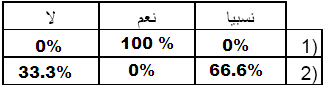 نسبيا نعم لا
1) 0% 100 % 0%
2) 66.6% 0% 33.3%